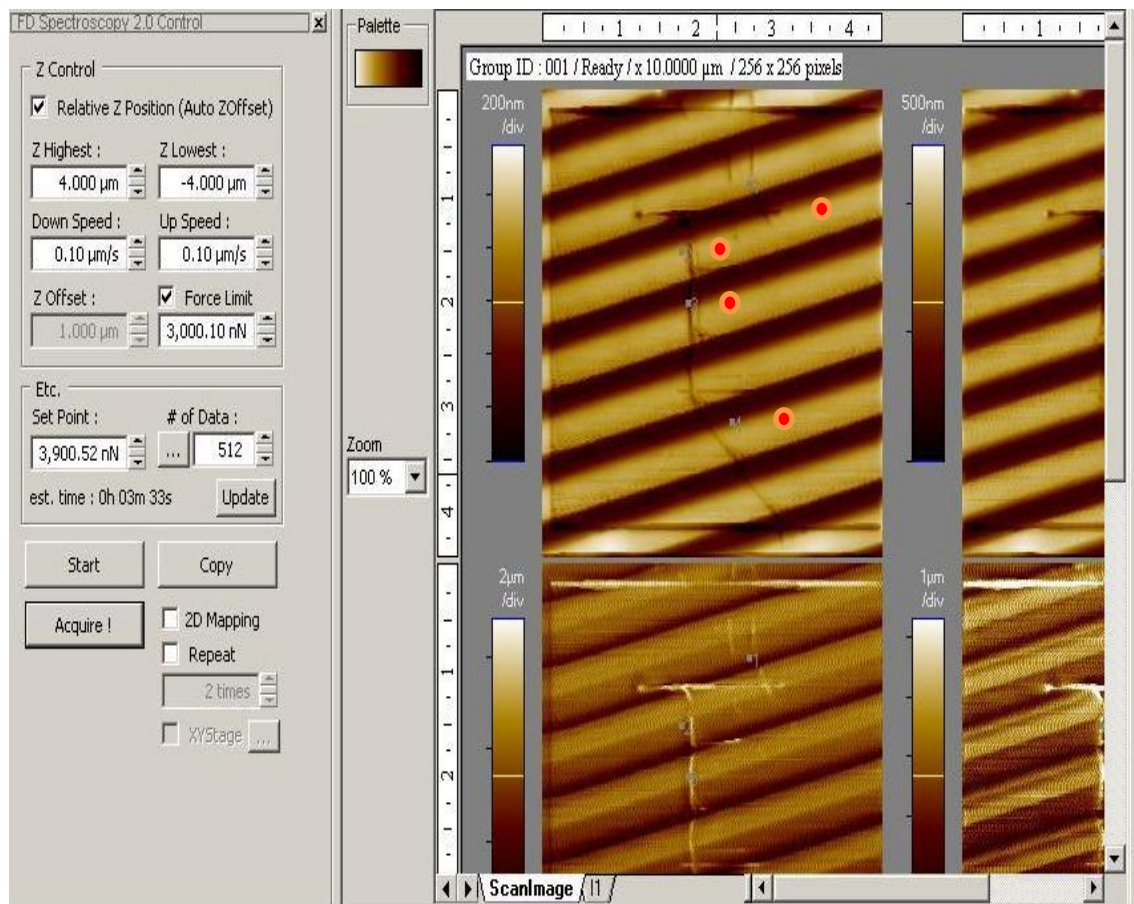 FD Spectroscopy 2.0 Control
Z Control
Relative Z Position (Auto ZOffset)
Z Highest : Z Lowest :
4.000 µm -4.000 µm
Down Speed : Up Speed :
0.10 µm/s 0.10 µm/s
Z Offset : Force Limit
1.000 µm 3,000.10 nN
Etc.
Set Point : # of Data :
3,900.52 nN ... 512
est. time : 0h 03m 33s Update
Start Copy
Acquire ! 2D Mapping
Repeat
2 times
XYStage ...
Palette
Zoom
100 %
1 2 3 4 1
Group ID : 001 / Ready / x 10.0000 µm / 256 x 256 pixels
200nm
/div
500nm
/div
1
2
3
4
2µm
/div
1µm
/div
1
2
ScanImage I1